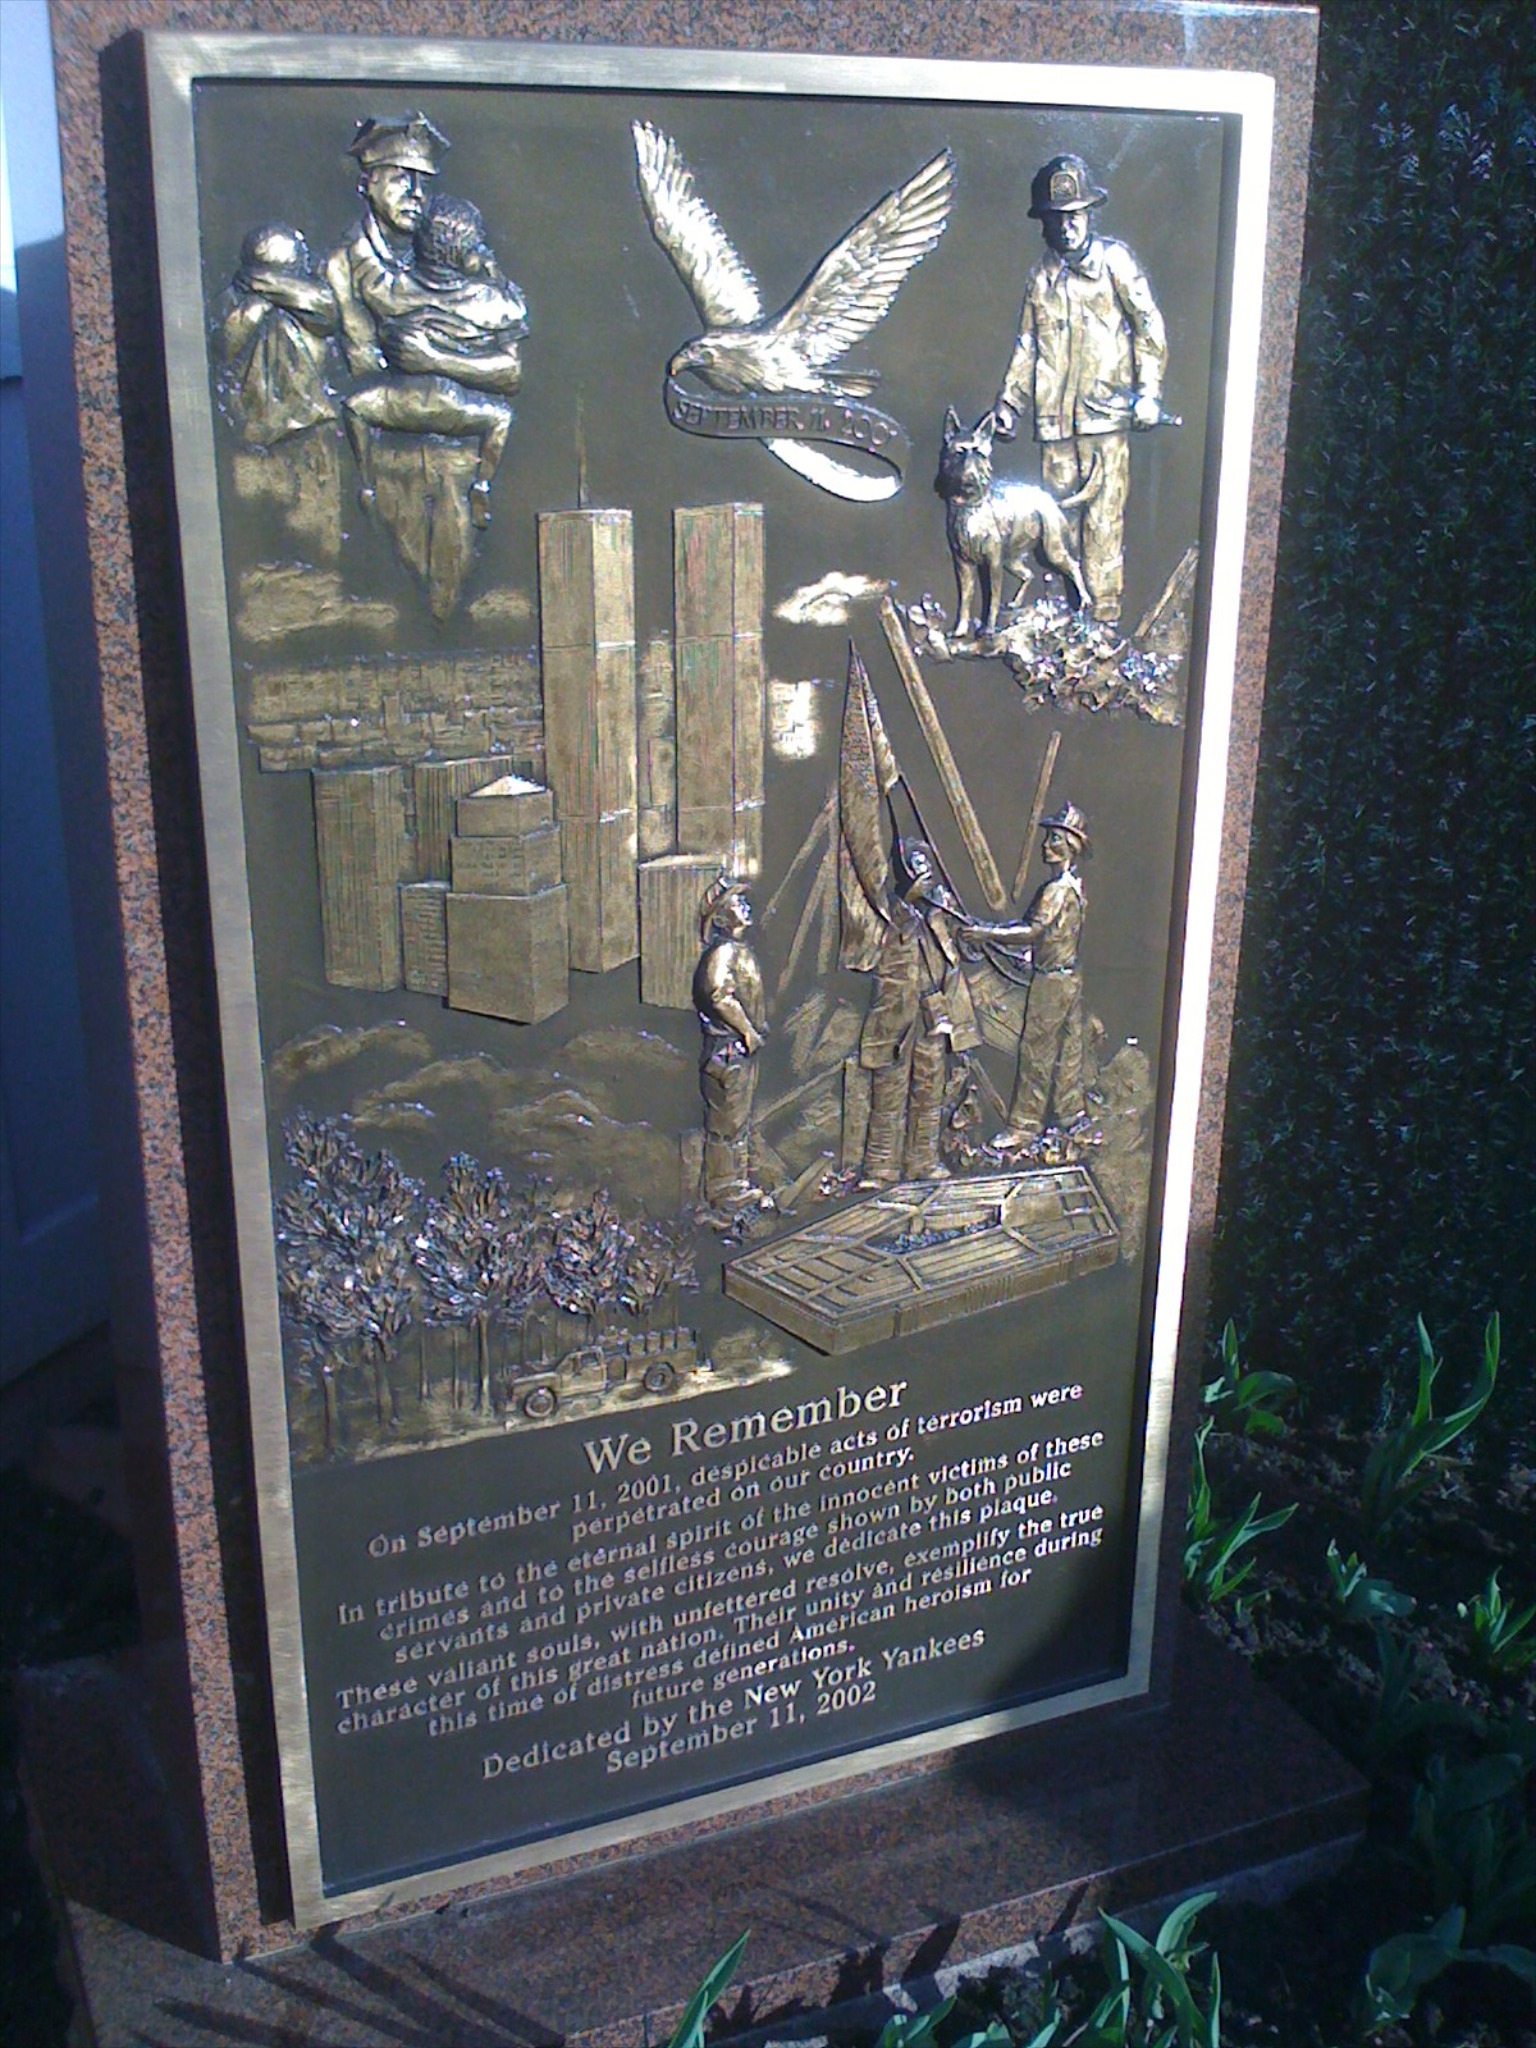 SEPTEMBER 11, 2001
We Remember
On September 11, 2001, despicable acts of terrorism were
perpetrated on our country.
In tribute to the eternal spirit of the innocent victims of these
crimes and to the selfless courage shown by both public
servants and private citizens, we dedicate this plaque.
These valiant souls, with unfettered resolve, exemplify the true
character of this great nation. Their unity and resilience during
this time of distress defined American heroism for
future generations.
Dedicated by the New York Yankees
September 11, 2002